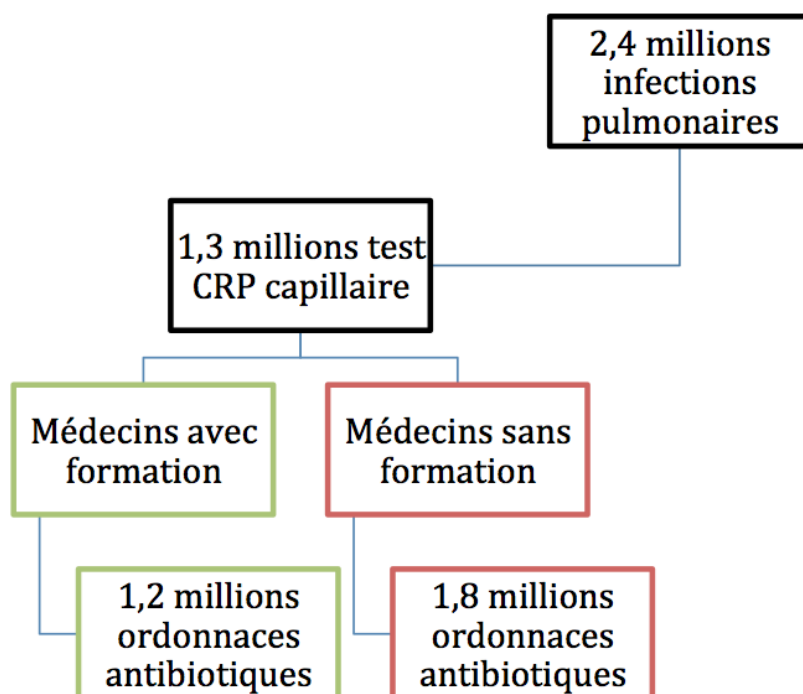 2,4 millions
infections
pulmonaires
1,3 millions test
CRP capillaire
Médecins avec
formation
Médecins sans
formation
1,2 millions
ordonnaces
antibiotiques
1,8 millions
ordonnaces
antibiotiques